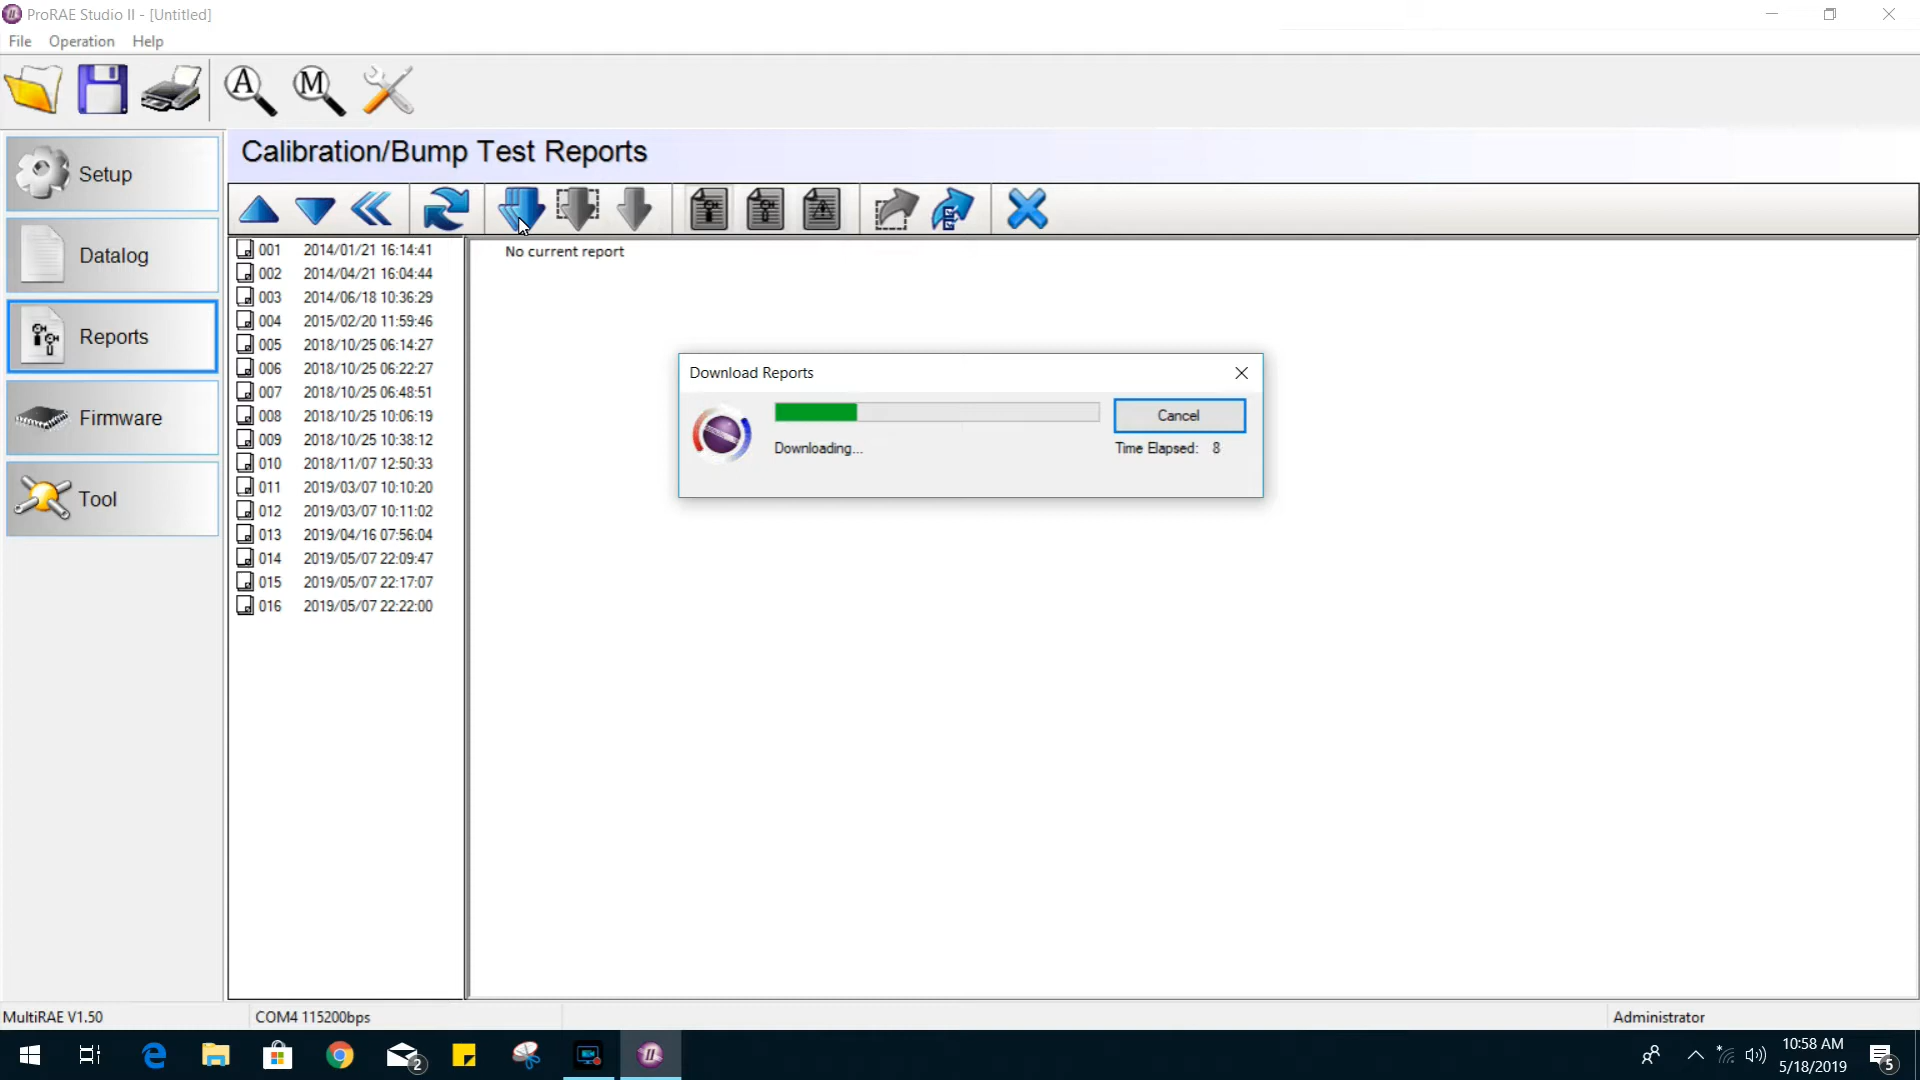 ProRAE Studio II - [Untitled]
File Operation Help
A M
Setup
Datalog
Reports
Firmware
Tool
Calibration/Bump Test Reports
001 2014/01/21 16:14:41
002 2014/04/21 16:04:44
003 2014/06/18 10:36:29
004 2015/02/20 11:59:46
005 2018/10/25 06:14:27
006 2018/10/25 06:22:27
007 2018/10/25 06:48:51
008 2018/10/25 10:06:19
009 2018/10/25 10:38:12
010 2018/11/07 12:50:33
011 2019/03/07 10:10:20
012 2019/03/07 10:11:02
013 2019/04/16 07:56:04
014 2019/05/07 22:09:47
015 2019/05/07 22:17:07
016 2019/05/07 22:22:00
No current report
Download Reports
Cancel
Downloading...
Time Elapsed: 8
MultiRAE V1.50 COM4 115200bps Administrator
2
II
10:58 AM
5/18/2019
5